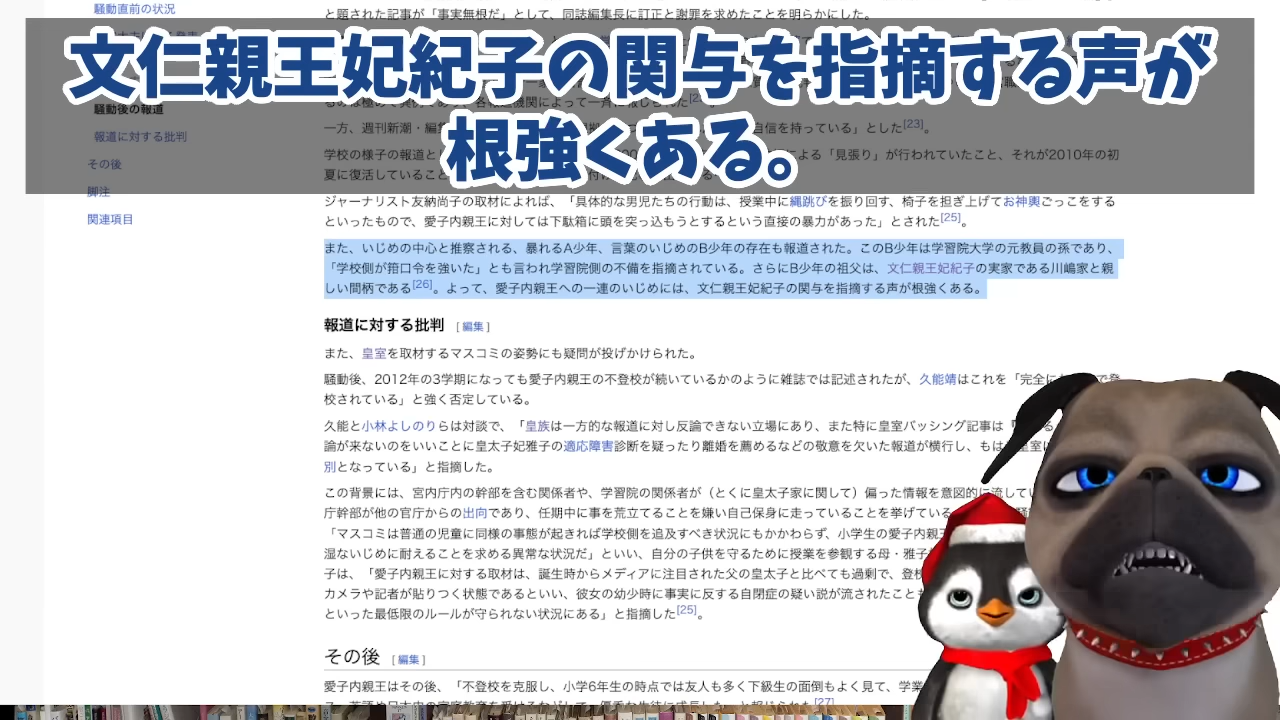 騒動直前の状況
と題された記事が「事実無根だ」として、同誌編集長に訂正と謝罪を求めたことを明らかにした。
文仁親王妃紀子の関与を指摘する声が
根強くある。
騒動後の報道
一方、週刊新潮・編集
自信を持っている」とした[23]。
報道に対する批判
学校の様子の報道と
による「見張り」が行われていたこと、それが2010年の初
その後
夏に復活していること
脚注
ジャーナリスト友納尚子の取材によれば、「具体的な男児たちの行動は、授業中に縄跳びを振り回す、椅子を担ぎ上げてお神輿ごっこをする
関連項目
といったもので、愛子内親王に対しては下駄箱に頭を突っ込もうとするという直接の暴力があった」とされた[25]。
また、いじめの中心と推察される、暴れるA少年、言葉のいじめのB少年の存在も報道された。このB少年は学習院大学の元教員の孫であり、
「学校側が箝口令を強いた」とも言われ学習院側の不備を指摘されている。さらにB少年の祖父は、文仁親王妃紀子の実家である川嶋家と親
しい間柄である[26]。よって、愛子内親王への一連のいじめには、文仁親王妃紀子の関与を指摘する声が根強くある。
報道に対する批判 [編集]
また、皇室を取材するマスコミの姿勢にも疑問が投げかけられた。
騒動後、2012年の3学期になっても愛子内親王の不登校が続いているかのように雑誌では記述されたが、久能靖はこれを「完全に
で登
校されている」と強く否定している。
久能と小林よしのりらは対談で、「皇族は一方的な報道に対し反論できない立場にあり、また特に皇室バッシング記事は
論が来ないのをいいことに皇太子妃雅子の適応障害診断を疑ったり離婚を薦めるなどの敬意を欠いた報道が横行し、もは
別となっている」と指摘した。
この背景には、宮内庁内の幹部を含む関係者や、学習院の関係者が（とくに皇太子家に関して）偏った情報を意図的に流してい
庁幹部が他の官庁からの出向であり、任期中に事を荒立てることを嫌い自己保身に走っていることを挙げている
「マスコミは普通の児童に同様の事態が起きれば学校側を追及すべき状況にもかかわらず、小学生の愛子内親王
湿ないじめに耐えることを求める異常な状況だ」といい、自分の子供を守るために授業を参観する母・雅子
子は、「愛子内親王に対する取材は、誕生時からメディアに注目された父の皇太子と比べても過剰で、登校
カメラや記者が貼りつく状態であるといい、彼女の幼少時に事実に反する自閉症の疑い説が流されたことも
といった最低限のルールが守られない状況にある」と指摘した[25]。
その後 [編集]
愛子内親王はその後、「不登校を克服し、小学6年生の時点では友人も多く下級生の面倒もよく見て、学業